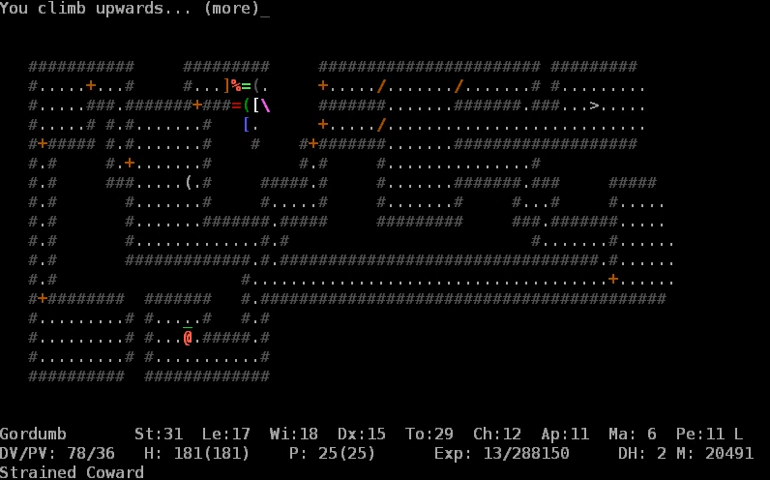 You climb upwards... (more)_
Gordumb St:31 Le:17 Wi:18 Dx:15 To:29 Ch:12 Ap:11 Ma: 6 Pe:11 L
DV/PV: 78/36 H: 181(181) P: 25(25) Exp: 13/288150 DH: 2 M: 20491
Strained Coward